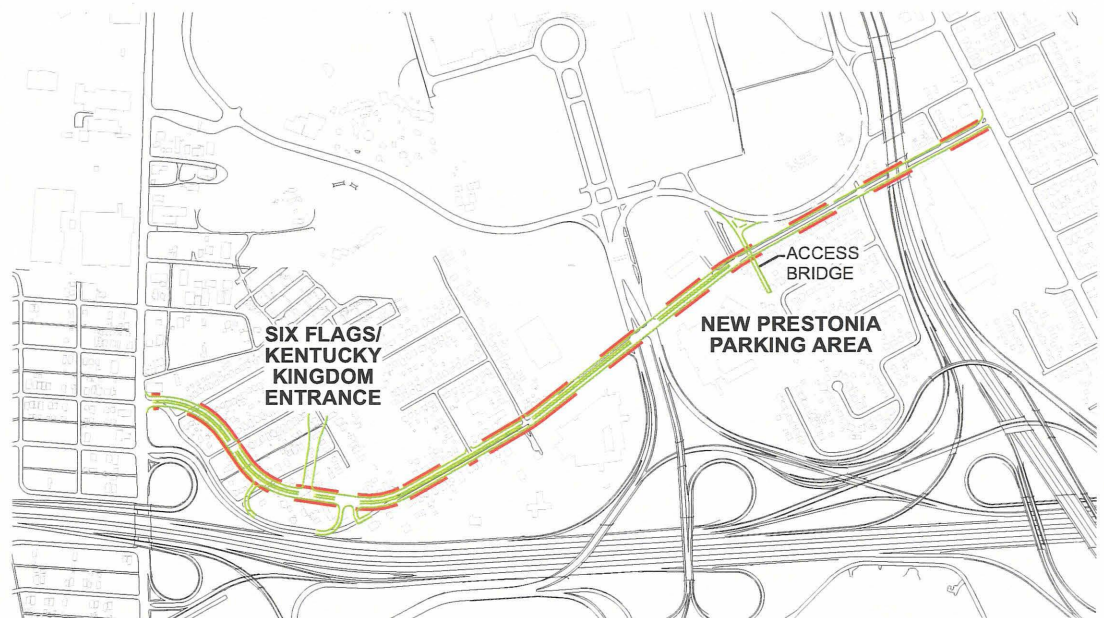 SIX FLAGS/
KENTUCKY
KINGDOM
ENTRANCE
ACCESS
BRIDGE
NEW PRESTONIA
PARKING AREA